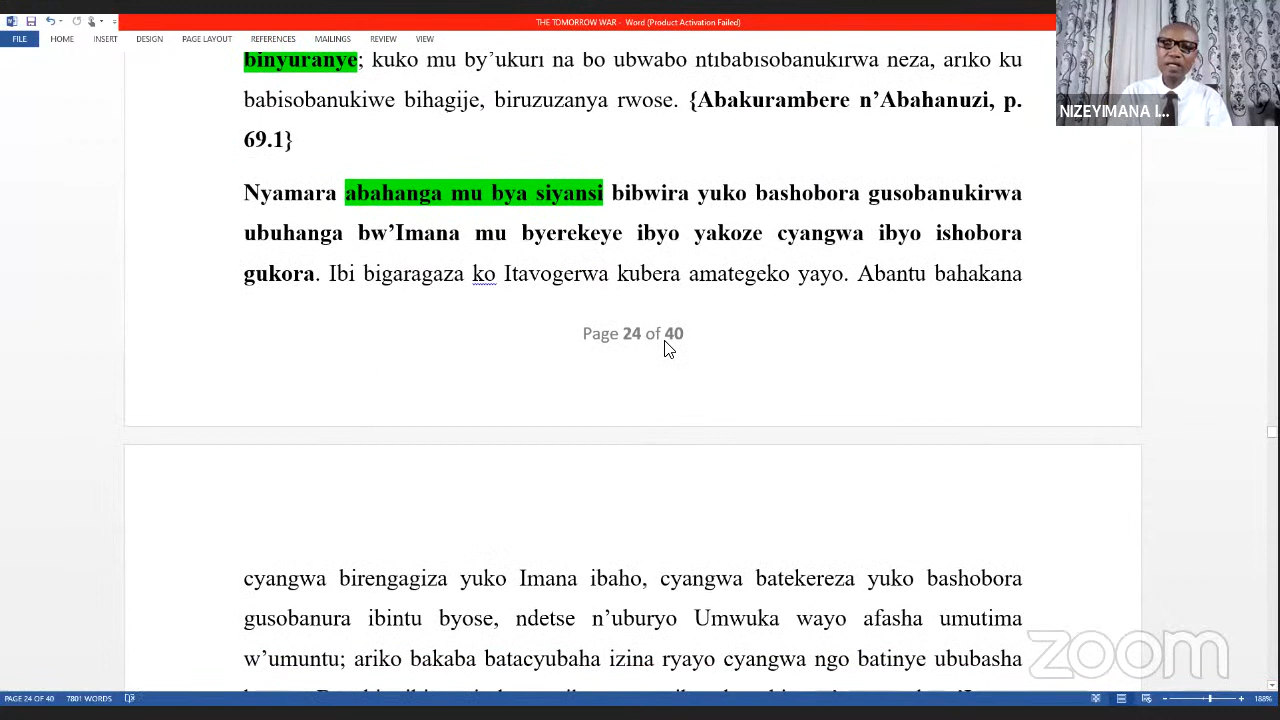 THE TOMORROW WAR - Word (Product Activation Failed)
FILE HOME INSERT DESIGN PAGE LAYOUT REFERENCES MAILINGS REVIEW VIEW
NIZEYIMANA I...
binyuranye; kuko mu by’ukuri na bo ubwabo ntibabisobanukirwa neza, ariko ku
babisobanukiwe bihagije, biruzuzanya rwose. {Abakurambere n’Abahanuzi, p.
69.1}
Nyamara abahanga mu bya siyansi bibwira yuko bashobora gusobanukirwa
ubuhanga bw’Imana mu byerekeye ibyo yakoze cyangwa ibyo ishobora
gukora. Ibi bigaragaza ko Itavogerwa kubera amategeko yayo. Abantu bahakana
Page 24 of 40
cyangwa birengagiza yuko Imana ibaho, cyangwa batekereza yuko bashobora
gusobanura ibintu byose, ndetse n’uburyo Umwuka wayo afasha umutima
w’umuntu; ariko bakaba batacyubaha izina ryayo cyangwa ngo batinye ububasha
zoom
PAGE 24 OF 40 7801 WORDS
188%